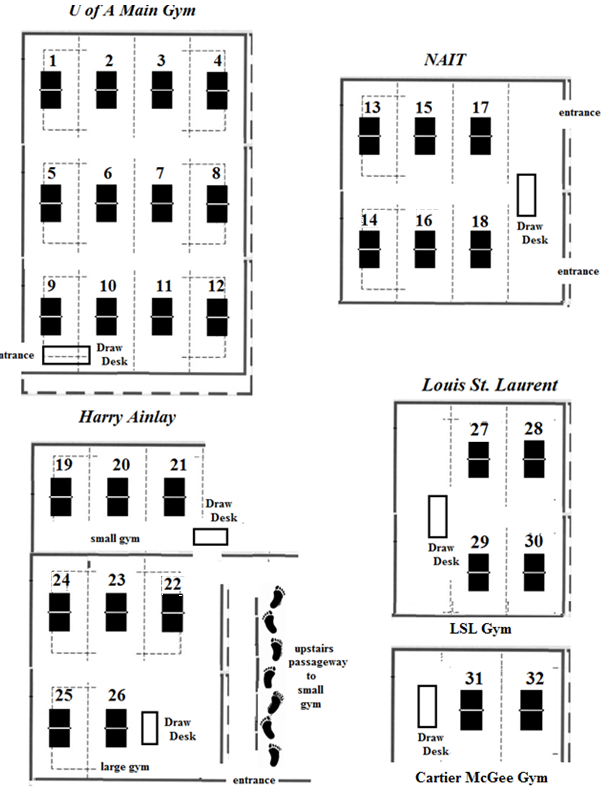 U of A Main Gym
1 2 3 4
5 6 7 8
9 10 11 12
ntrance
Draw
Desk
NAIT
13 15 17
entrance
14 16 18
Draw
Desk
entrance
Harry Ainlay
19 20 21
Draw
Desk
small gym
24 23 22
upstairs
passageway
to
small
gym
25 26
Draw
Desk
large gym
entrance
Louis St. Laurent
27 28
Draw
Desk
29 30
LSL Gym
31 32
Draw
Desk
Cartier McGee Gym